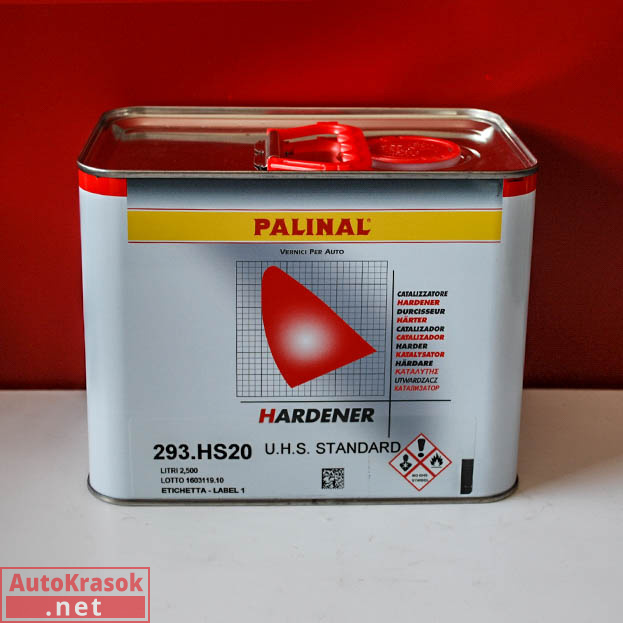 PALINAL®
VERNICI PER AUTO
CATALIZZATORE
HARDENER
DURCISSEUR
HÄRTER
CATALIZADOR
CATALIZADOR
HARDER
KATALYSATOR
HÄRDARE
ΚΑΤΑΛΥΤΗΣ
UTWARDZACZ
КАТАЛИЗАТОР
HARDENER
293.HS20 U.H.S. STANDARD
LITRI 2,500
LOTTO 1603119.10
ETICHETTA - LABEL 1
AutoKrasok
.net